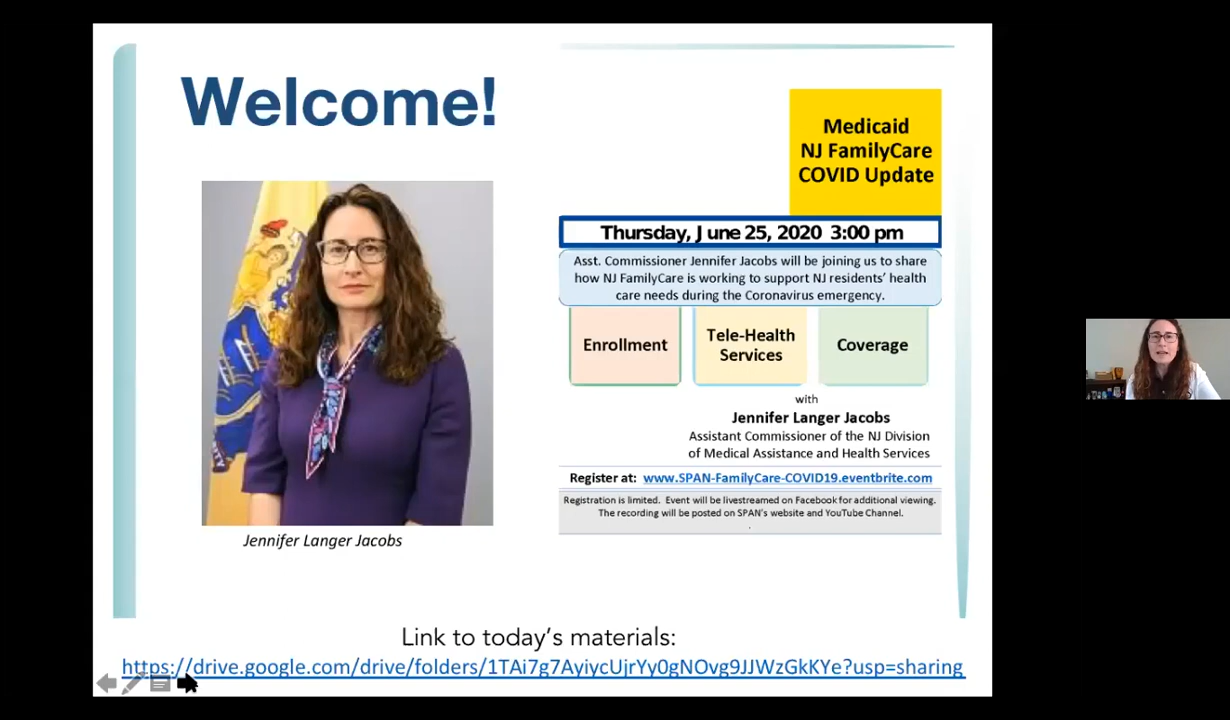 Welcome!
Medicaid
NJ FamilyCare
COVID Update
Thursday, June 25, 2020 3:00 pm
Asst. Commissioner Jennifer Jacobs will be joining us to share
how NJ FamilyCare is working to support NJ residents' health
care needs during the Coronavirus emergency.
Enrollment
Tele-Health
Services
Coverage
with
Jennifer Langer Jacobs
Assistant Commissioner of the NJ Division
of Medical Assistance and Health Services
Register at: www.SPAN-FamilyCare-COVID19.eventbrite.com
Registration is limited. Event will be livestreamed on Facebook for additional viewing.
The recording will be posted on SPAN's website and YouTube Channel.
.
Jennifer Langer Jacobs
Link to today's materials:
https://drive.google.com/drive/folders/1TAi7g7AyiycUjrYy0gNOvg9JJWzGkKYe?usp=sharing